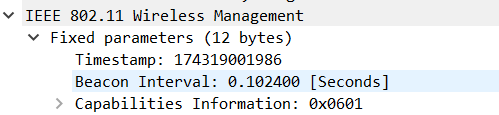 IEEE 802.11 Wireless Management
Fixed parameters (12 bytes)
Timestamp: 174319001986
Beacon Interval: 0.102400 [Seconds]
Capabilities Information: 0x0601